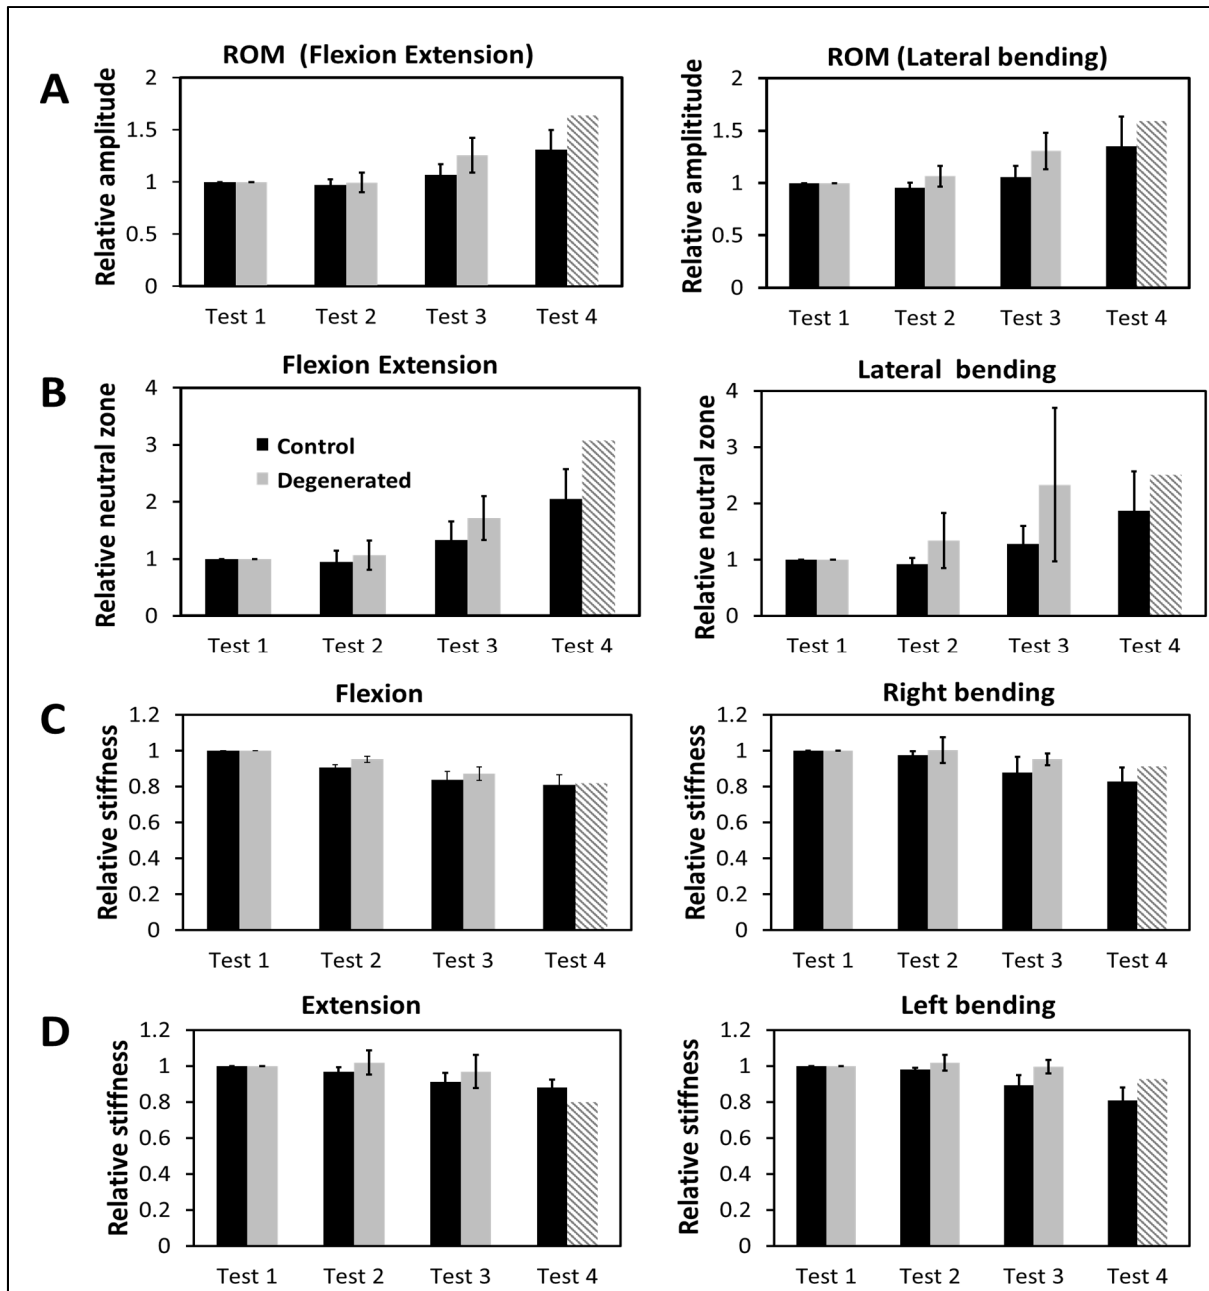 A
ROM  (Flexion Extension)
Relative amplitude
2
1.5
1
0.5
0
Test 1 Test 2 Test 3 Test 4
ROM (Lateral bending)
Relative amplititude
2
1.5
1
0.5
0
Test 1 Test 2 Test 3 Test 4
B
Flexion Extension
Relative neutral zone
4
3
2
1
0
Control
Degenerated
Test 1 Test 2 Test 3 Test 4
Lateral  bending
Relative neutral zone
4
3
2
1
0
Test 1 Test 2 Test 3 Test 4
C
Flexion
Relative stiffness
1.2
1
0.8
0.6
0.4
0.2
0
Test 1 Test 2 Test 3 Test 4
Right bending
Relative stiffness
1.2
1
0.8
0.6
0.4
0.2
0
Test 1 Test 2 Test 3 Test 4
D
Extension
Relative stiffness
1.2
1
0.8
0.6
0.4
0.2
0
Test 1 Test 2 Test 3 Test 4
Left bending
Relative stiffness
1.2
1
0.8
0.6
0.4
0.2
0
Test 1 Test 2 Test 3 Test 4